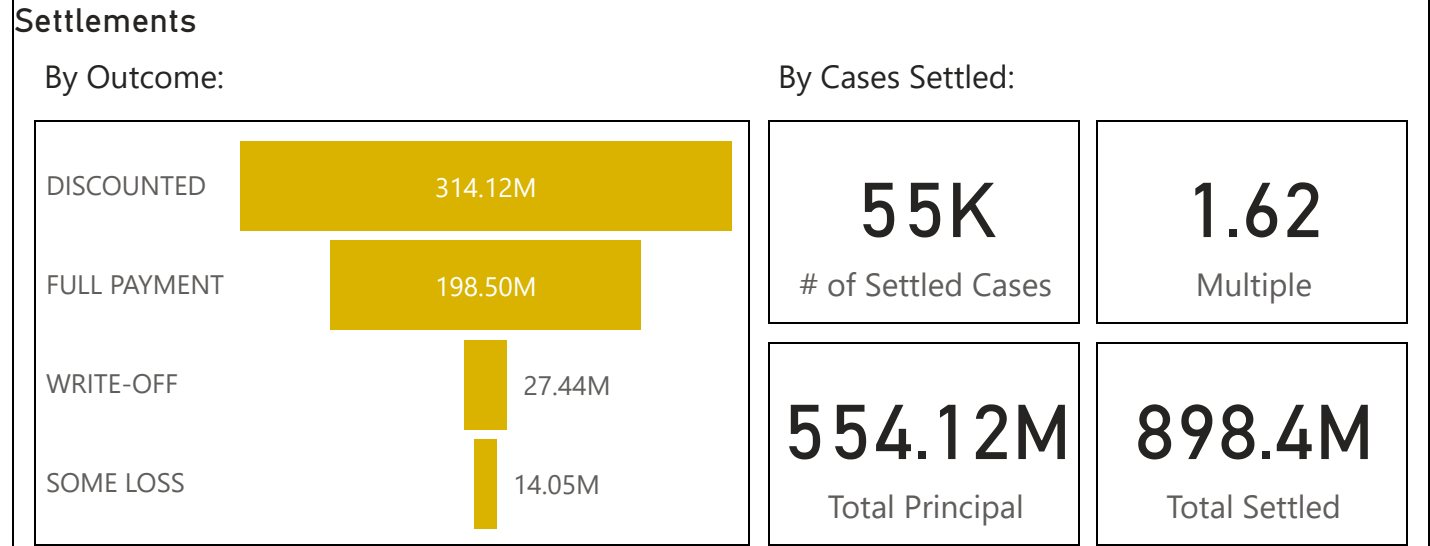 Settlements
By Outcome:
DISCOUNTED 314.12M
FULL PAYMENT 198.50M
WRITE-OFF 27.44M
SOME LOSS 14.05M
By Cases Settled:
55K
# of Settled Cases
1.62
Multiple
554.12M
Total Principal
898.4M
Total Settled